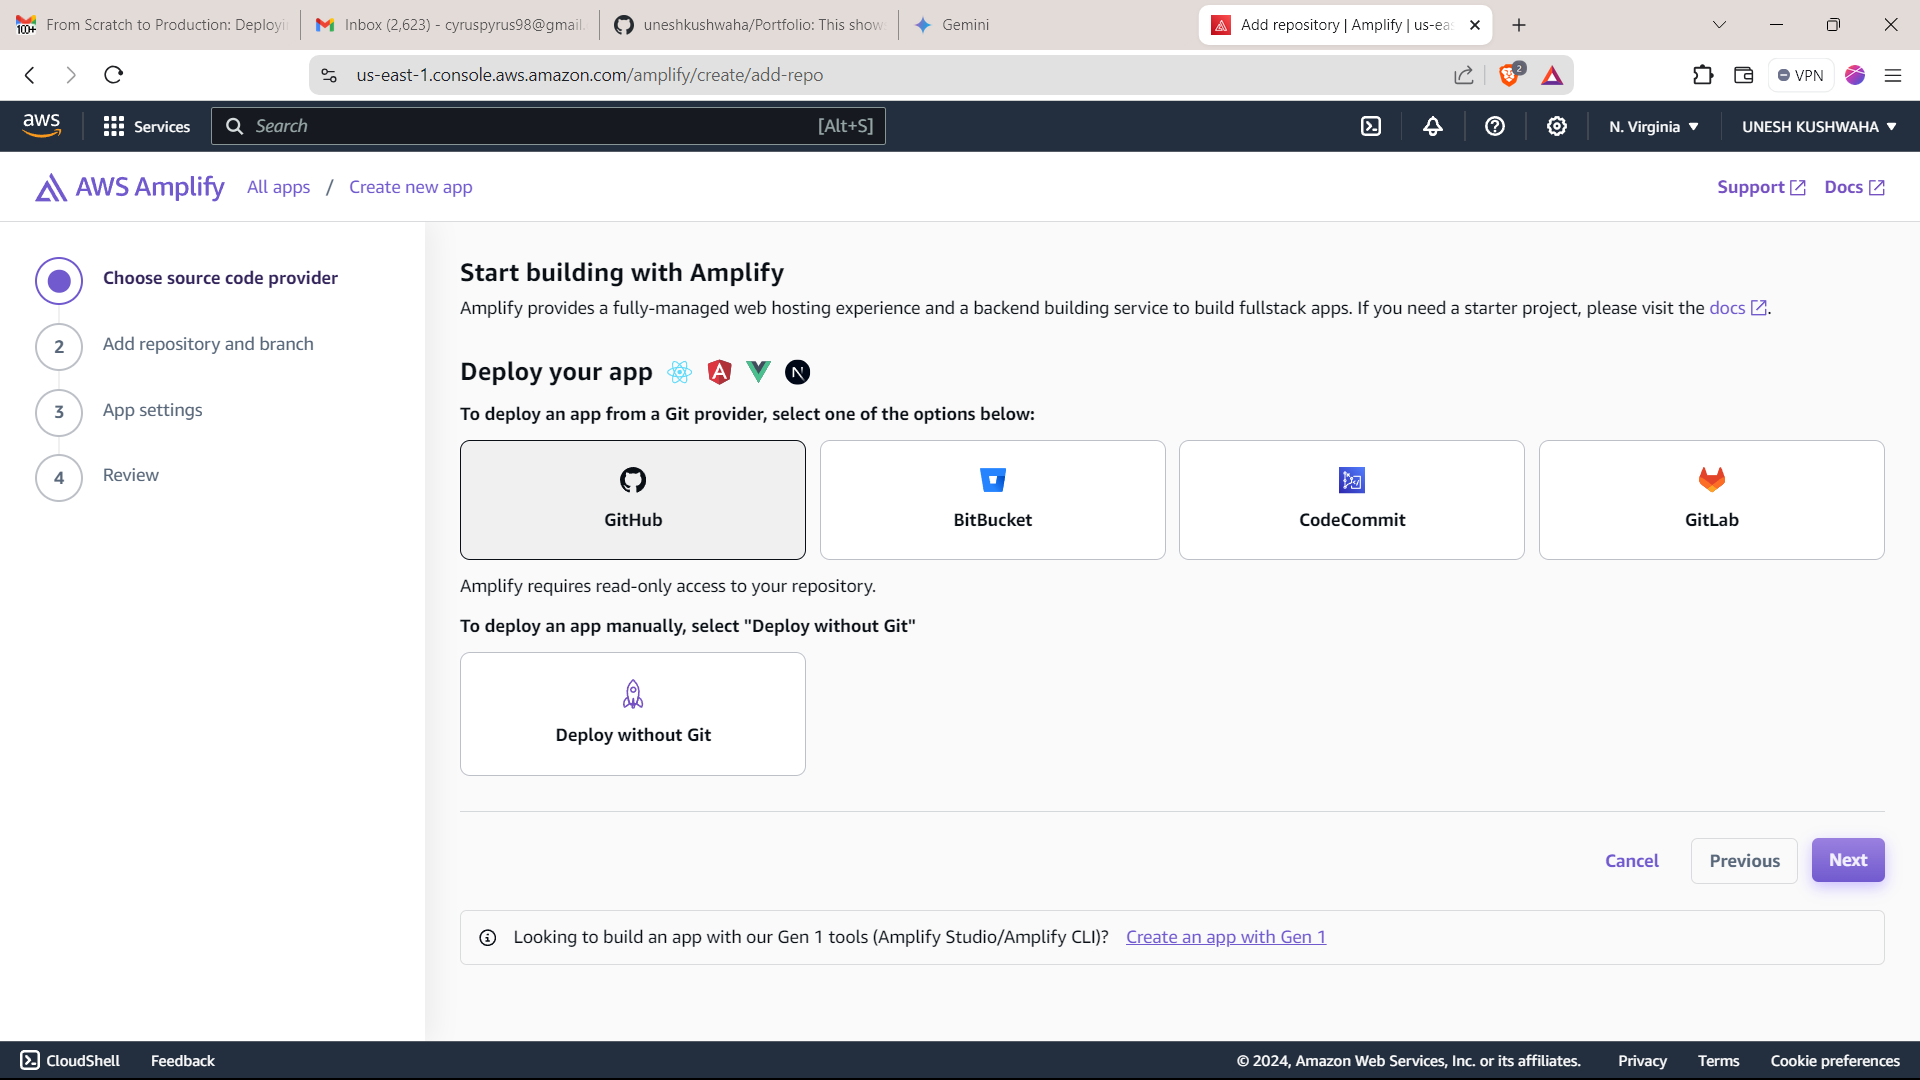 From Scratch to Production: Deployi
Inbox (2,623) - cyruspyrus98@gmail.
uneshkushwaha/Portfolio: This show
Gemini
Add repository | Amplify | us-ea
us-east-1.console.aws.amazon.com/amplify/create/add-repo
2
VPN
aws
Services
Search
[Alt+S]
N. Virginia
UNESH KUSHWAHA
AWS Amplify
All apps / Create new app
Support
Docs
Choose source code provider
2 Add repository and branch
3 App settings
4 Review
Start building with Amplify
Amplify provides a fully-managed web hosting experience and a backend building service to build fullstack apps. If you need a starter project, please visit the docs.
Deploy your app
To deploy an app from a Git provider, select one of the options below:
GitHub
BitBucket
CodeCommit
GitLab
Amplify requires read-only access to your repository.
To deploy an app manually, select "Deploy without Git"
Deploy without Git
Cancel
Previous
Next
Looking to build an app with our Gen 1 tools (Amplify Studio/Amplify CLI)? Create an app with Gen 1
CloudShell
Feedback
© 2024, Amazon Web Services, Inc. or its affiliates.
Privacy
Terms
Cookie preferences